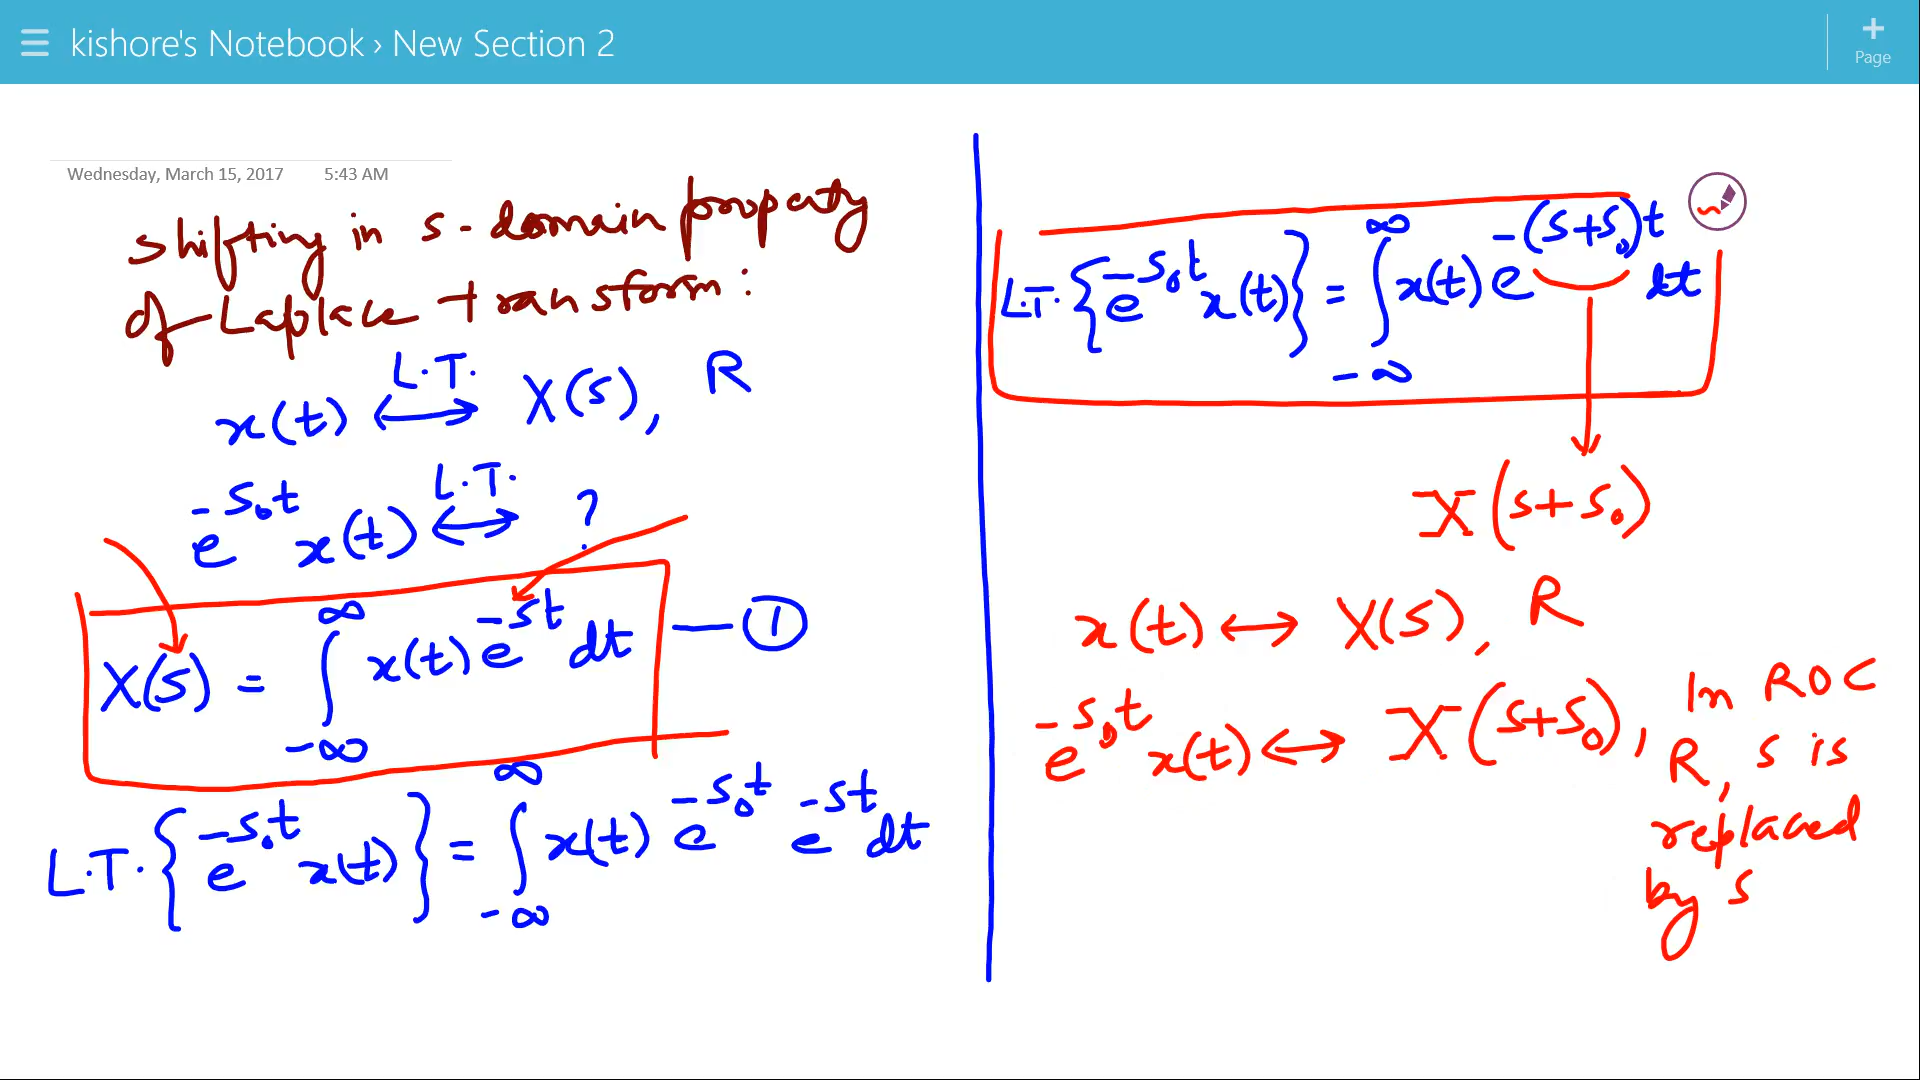 kishore's Notebook › New Section 2
+
Page
Wednesday, March 15, 2017 5:43 AM
Shifting in s-domain property
of Laplace transform:
x(t) <-L.T.-> X(s), R
e^{-s₀t} x(t) <-L.T.-> ?
X(s) = ∫_{-∞}^{∞} x(t) e^{-st} dt — ①
L.T.{e^{-s₀t} x(t)} = ∫_{-∞}^{∞} x(t) e^{-s₀t} e^{-st} dt
L.T.{e^{-s₀t} x(t)} = ∫_{-∞}^{∞} x(t) e^{-(s+s₀)t} dt
X(s+s₀)
x(t) ↔ X(s), R
e^{-s₀t} x(t) ↔ X(s+s₀), In ROC
R, s is
replaced
by s